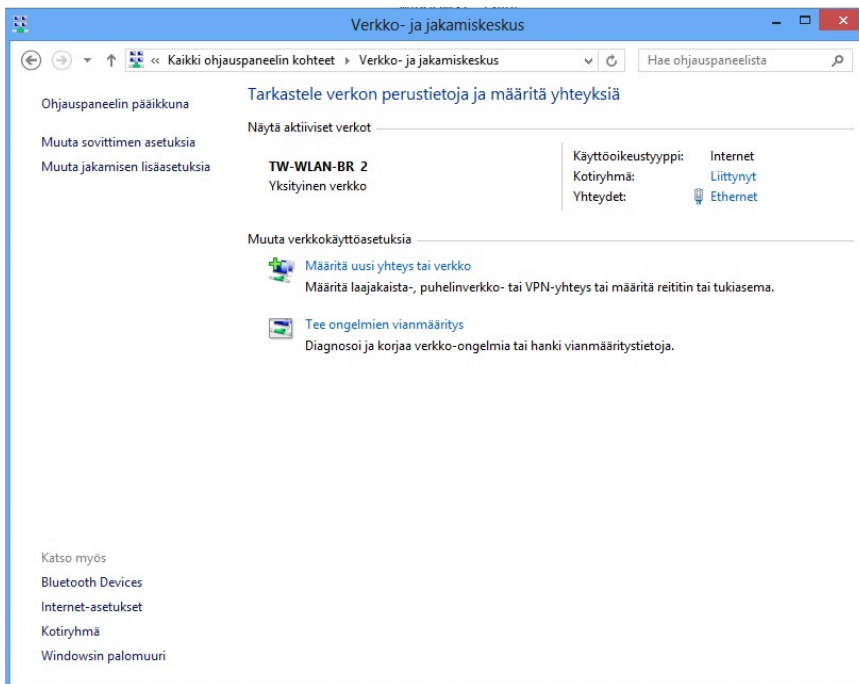 Verkko- ja jakamiskeskus
« Kaikki ohjauspaneelin kohteet ▸ Verkko- ja jakamiskeskus
Hae ohjauspaneelista
Ohjauspaneelin pääikkuna
Muuta sovittimen asetuksia
Muuta jakamisen lisäasetuksia
Tarkastele verkon perustietoja ja määritä yhteyksiä
Näytä aktiiviset verkot
TW-WLAN-BR 2
Yksityinen verkko
Käyttöoikeustyyppi: Internet
Kotiryhmä: Liittynyt
Yhteydet: Ethernet
Muuta verkkokäyttöasetuksia
Määritä uusi yhteys tai verkko
Määritä laajakaista-, puhelinverkko- tai VPN-yhteys tai määritä reititin tai tukiasema.
Tee ongelmien vianmääritys
Diagnosoi ja korjaa verkko-ongelmia tai hanki vianmääritystietoja.
Katso myös
Bluetooth Devices
Internet-asetukset
Kotiryhmä
Windowsin palomuuri